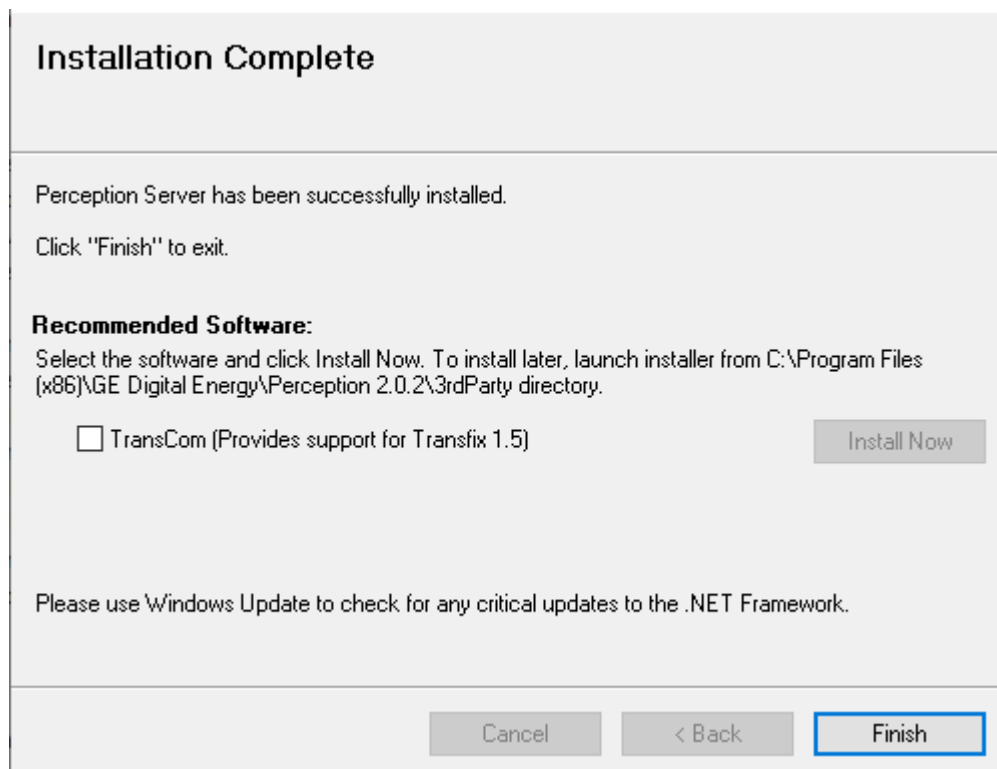 Installation Complete
Perception Server has been successfully installed.
Click "Finish" to exit.
Recommended Software:
Select the software and click Install Now. To install later, launch installer from C:\Program Files
(x86)\GE Digital Energy\Perception 2.0.2\3rdParty directory.
TransCom (Provides support for Transfix 1.5)
Install Now
Please use Windows Update to check for any critical updates to the .NET Framework.
Cancel
< Back
Finish